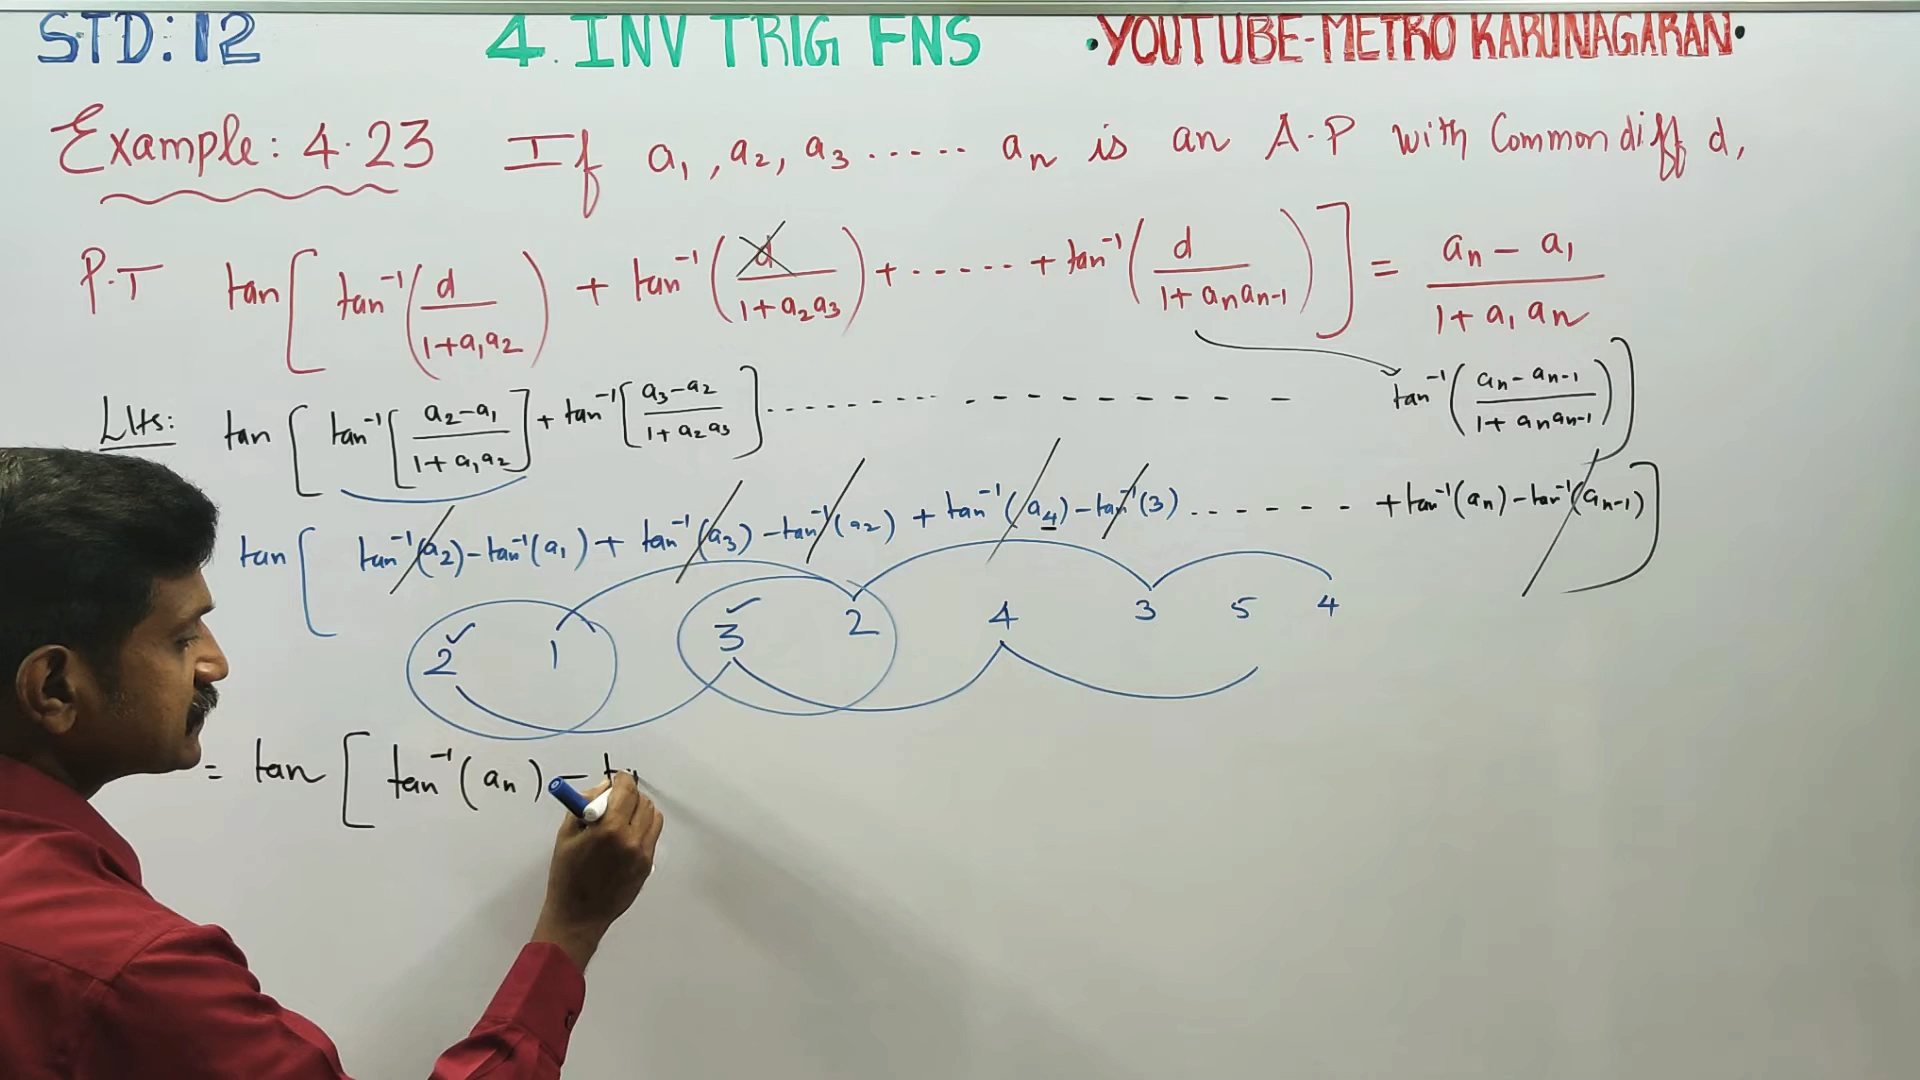 STD: 12 4. INV TRIG FNS •YOUTUBE-METRO KARUNAGARAN•
Example: 4.23 If a₁, a₂, a₃ ..... aₙ is an A.P with Common diff d,
P.T tan[ tan⁻¹(d/(1+a₁a₂)) + tan⁻¹(d/(1+a₂a₃)) + ..... + tan⁻¹(d/(1+aₙaₙ₋₁)) ] = (aₙ - a₁)/(1+a₁aₙ)
LHS: tan[ tan⁻¹[(a₂-a₁)/(1+a₁a₂)] + tan⁻¹[(a₃-a₂)/(1+a₂a₃)] ................ tan⁻¹((aₙ-aₙ₋₁)/(1+aₙaₙ₋₁)) ]
tan[ tan⁻¹(a₂) - tan⁻¹(a₁) + tan⁻¹(a₃) - tan⁻¹(a₂) + tan⁻¹(a₄) - tan⁻¹(3) ....... + tan⁻¹(aₙ) - tan⁻¹(aₙ₋₁) ]
2 1 3 2 4 3 5 4
= tan [ tan⁻¹(aₙ) - t